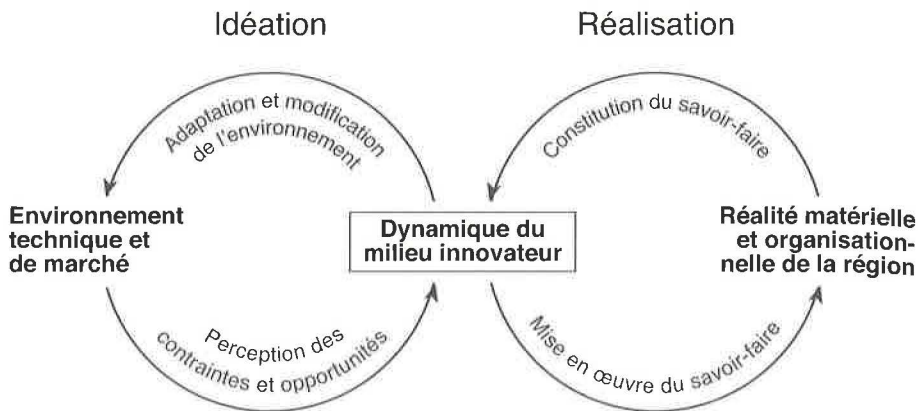 Idéation
Réalisation
Adaptation et modification
de l'environnement
Constitution du savoir-faire
Environnement
technique et
de marché
Dynamique du
milieu innovateur
Réalité matérielle
et organisation-
nelle de la région
Perception des
contraintes et opportunités
Mise en œuvre du savoir-faire